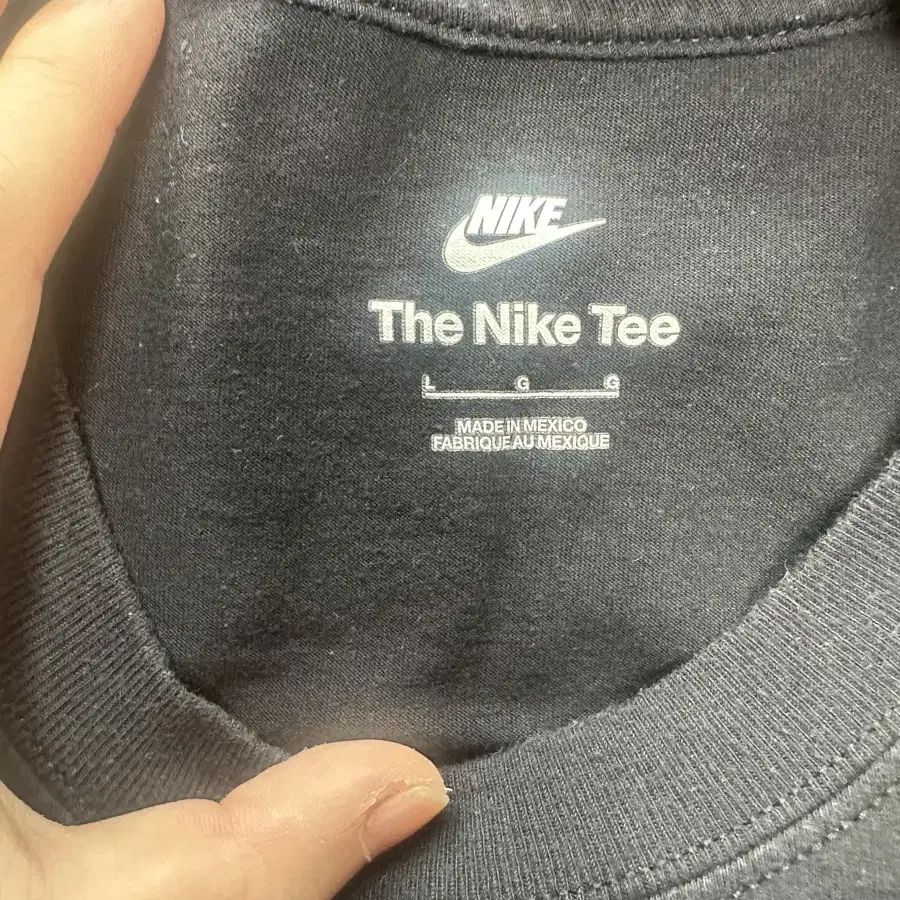 NIKE
The Nike Tee
L G G
MADE IN MEXICO
FABRIQUE AU MEXIQUE